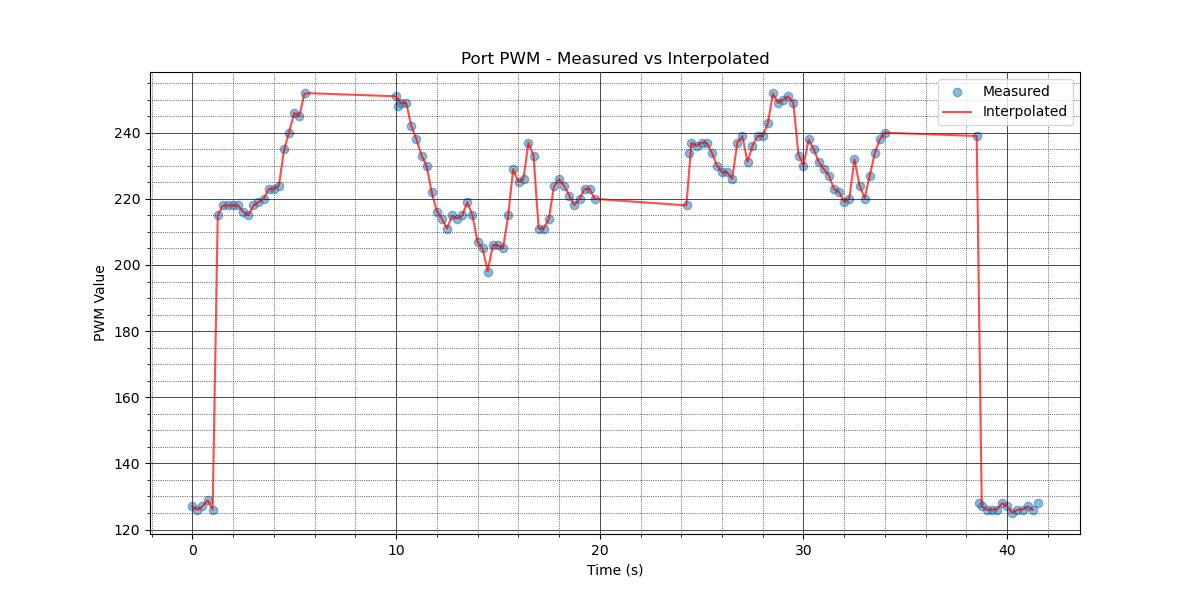 Port PWM - Measured vs Interpolated
Measured
Interpolated
PWM Value
240
220
200
180
160
140
120
0
10
20
30
40
Time (s)